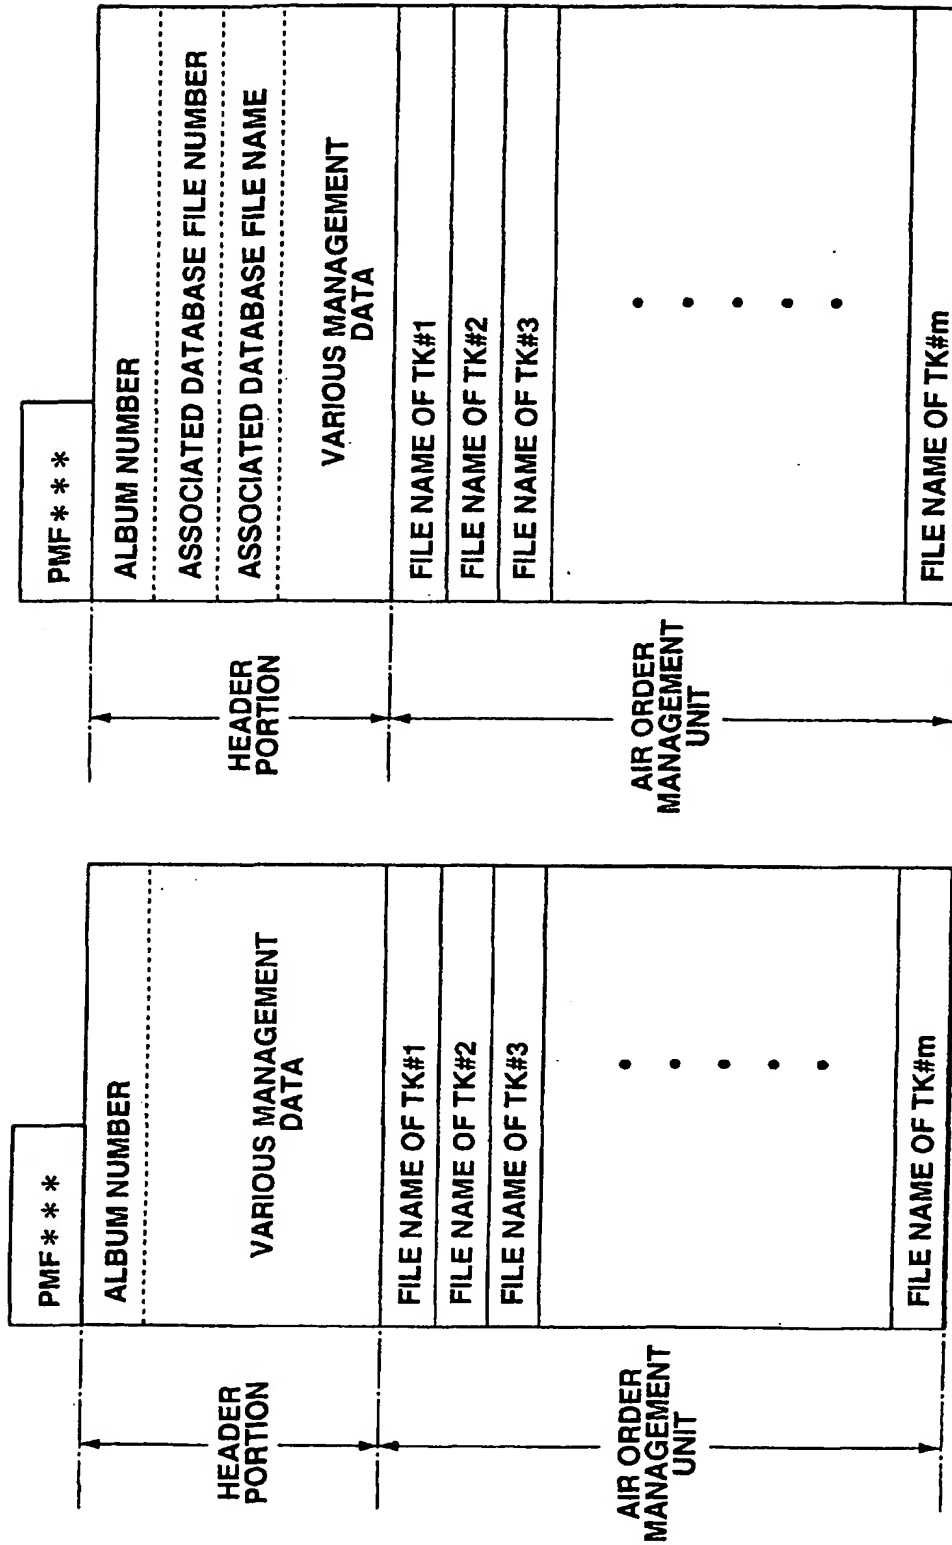 PMF***
ALBUM NUMBER
VARIOUS MANAGEMENT
DATA
FILE NAME OF TK#1
FILE NAME OF TK#2
FILE NAME OF TK#3
FILE NAME OF TK#m
HEADER
PORTION
AIR ORDER
MANAGEMENT
UNIT
PMF***
ALBUM NUMBER
ASSOCIATED DATABASE FILE NUMBER
ASSOCIATED DATABASE FILE NAME
VARIOUS MANAGEMENT
DATA
FILE NAME OF TK#1
FILE NAME OF TK#2
FILE NAME OF TK#3
FILE NAME OF TK#m
HEADER
PORTION
AIR ORDER
MANAGEMENT
UNIT